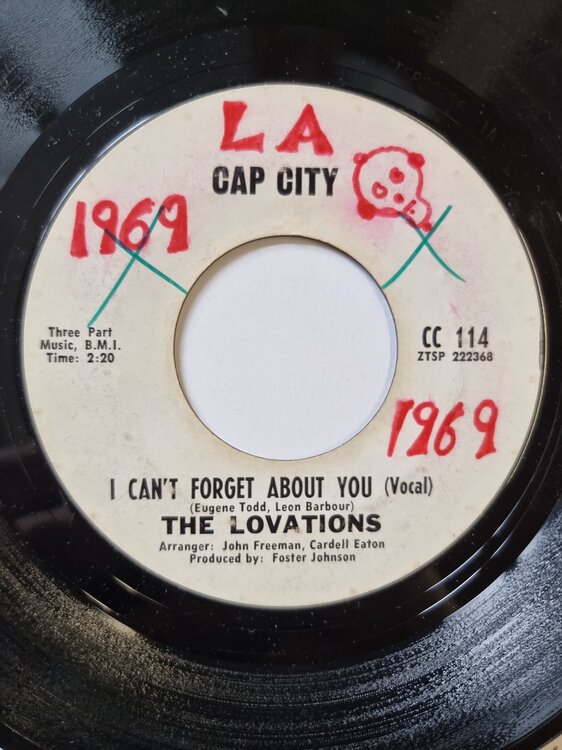 LA
CAP CITY
1969
Three Part
Music, B.M.I.
Time: 2:20
CC 114
ZTSP 222368
1969
I CAN'T FORGET ABOUT YOU (Vocal)
(Eugene Todd, Leon Barbour)
THE LOVATIONS
Arranger: John Freeman, Cardell Eaton
Produced by: Foster Johnson